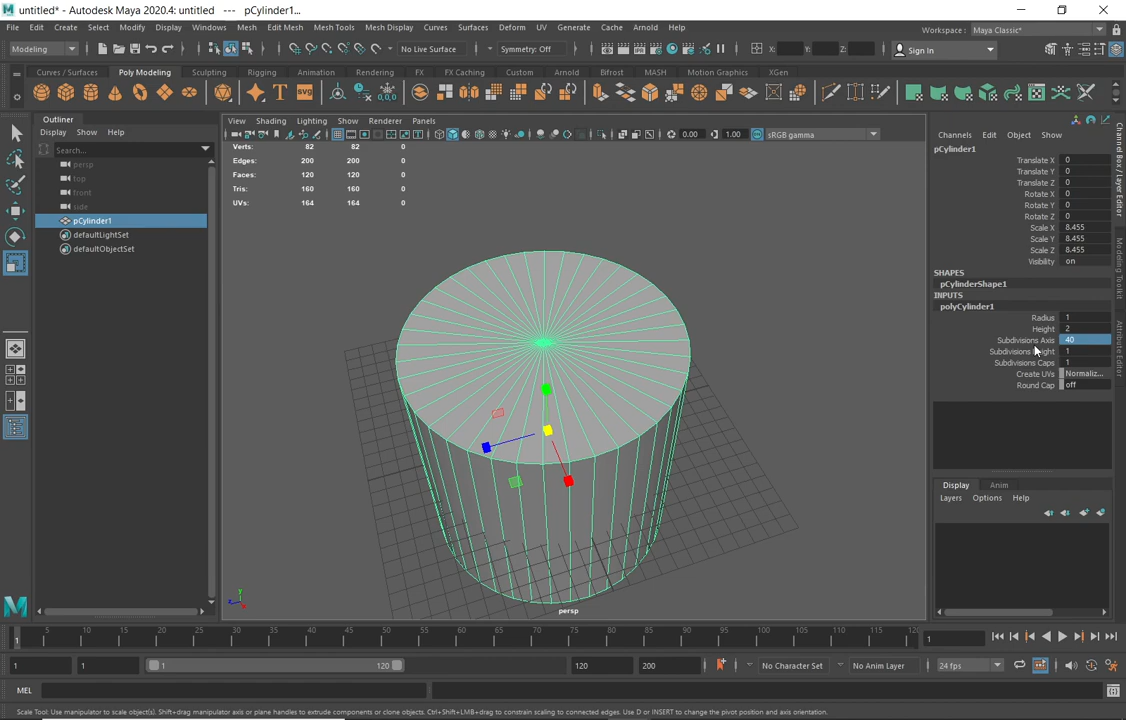 untitled* - Autodesk Maya 2020.4: untitled --- pCylinder1...
File Edit Create Select Modify Display Windows Mesh Edit Mesh Mesh Tools Mesh Display Curves Surfaces Deform UV Generate Cache Arnold Help
Workspace: Maya Classic*
Modeling No Live Surface Symmetry: Off X: Y: Z: Sign In
Curves / Surfaces Poly Modeling Sculpting Rigging Animation Rendering FX FX Caching Custom Arnold Bifrost MASH Motion Graphics XGen
Outliner
Display Show Help
Search...
persp
top
front
side
pCylinder1
defaultLightSet
defaultObjectSet
View Shading Lighting Show Renderer Panels
0.00 1.00 sRGB gamma
Verts: 82 82 0
Edges: 200 200 0
Faces: 120 120 0
Tris: 160 160 0
UVs: 164 164 0
persp
Channels Edit Object Show
pCylinder1
Translate X 0
Translate Y 0
Translate Z 0
Rotate X 0
Rotate Y 0
Rotate Z 0
Scale X 8.455
Scale Y 8.455
Scale Z 8.455
Visibility on
SHAPES
pCylinderShape1
INPUTS
polyCylinder1
Radius 1
Height 2
Subdivisions Axis 40
Subdivisions Height 1
Subdivisions Caps 1
Create UVs Normaliz...
Round Cap off
Display Anim
Layers Options Help
Channel Box / Layer Editor
Modeling Toolkit
Attribute Editor
1 5 10 15 20 25 30 35 40 45 50 55 60 65 70 75 80 85 90 95 100 105 110 115 12
1
1 1 1 120 120 200 No Character Set No Anim Layer 24 fps
MEL
Scale Tool: Use manipulator to scale object(s). Shift+drag manipulator axis or plane handles to extrude components or clone objects. Ctrl+Shift+LMB+drag to constrain scaling to connected edges. Use D or INSERT to change the pivot position and axis orientation.